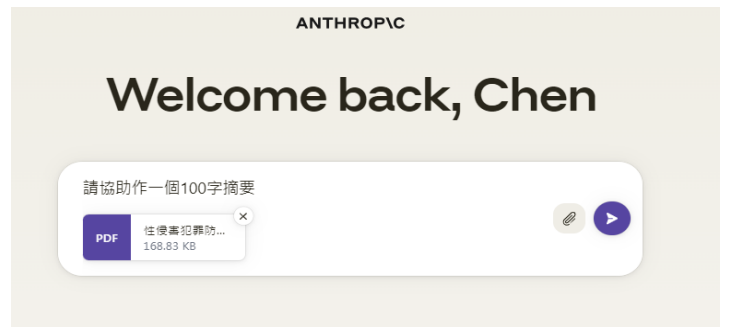 ANTHROP\C
Welcome back, Chen
請協助作一個100字摘要
PDF
性侵害犯罪防...
168.83 KB